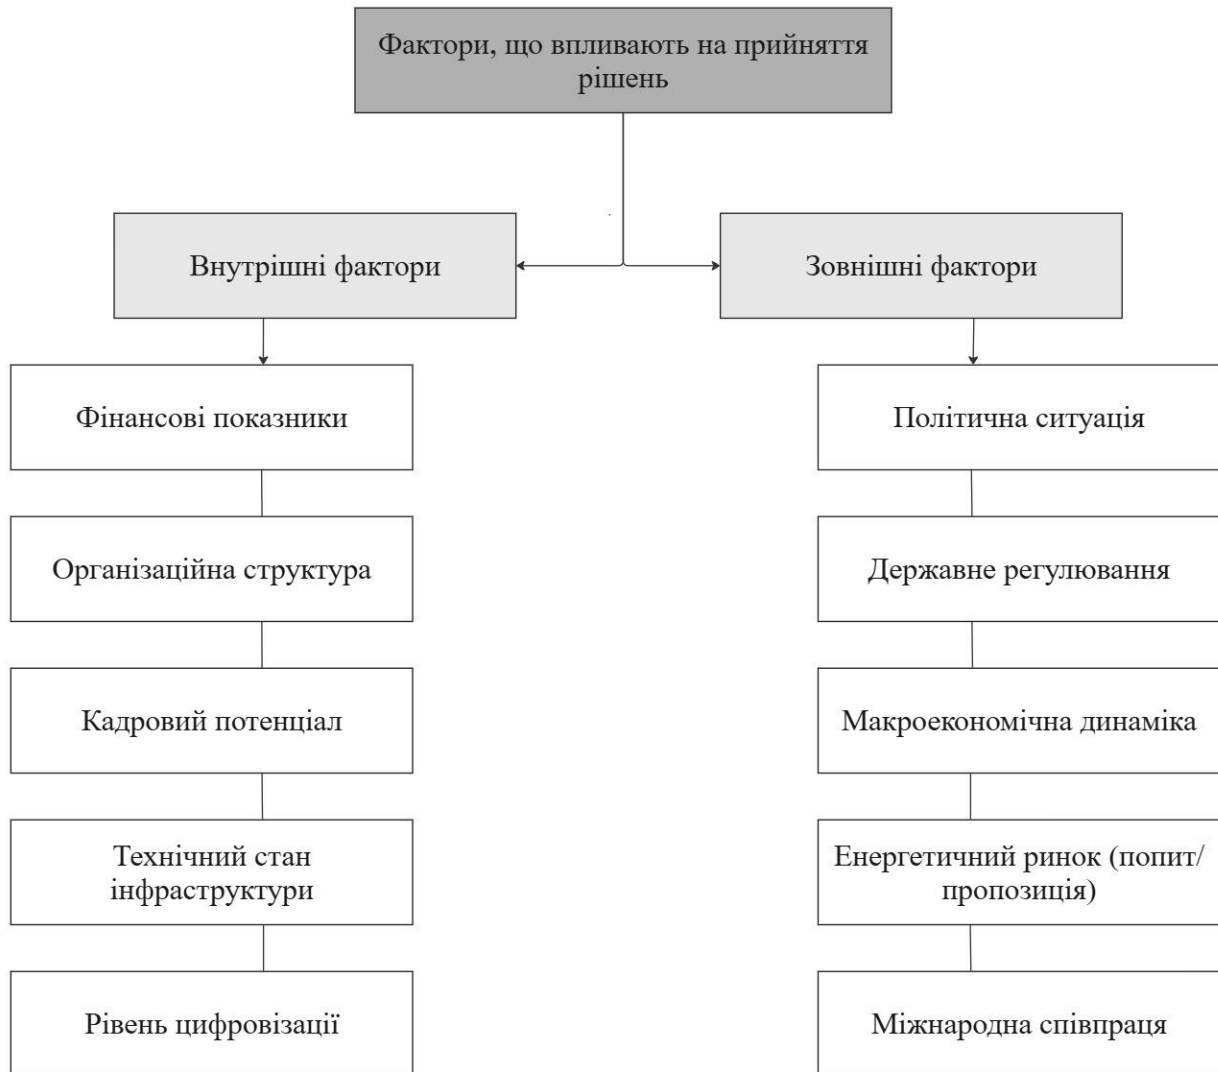 Фактори, що впливають на прийняття
рішень
Внутрішні фактори
Зовнішні фактори
Фінансові показники
Організаційна структура
Кадровий потенціал
Технічний стан
інфраструктури
Рівень цифровізації
Політична ситуація
Державне регулювання
Макроекономічна динаміка
Енергетичний ринок (попит/
пропозиція)
Міжнародна співпраця